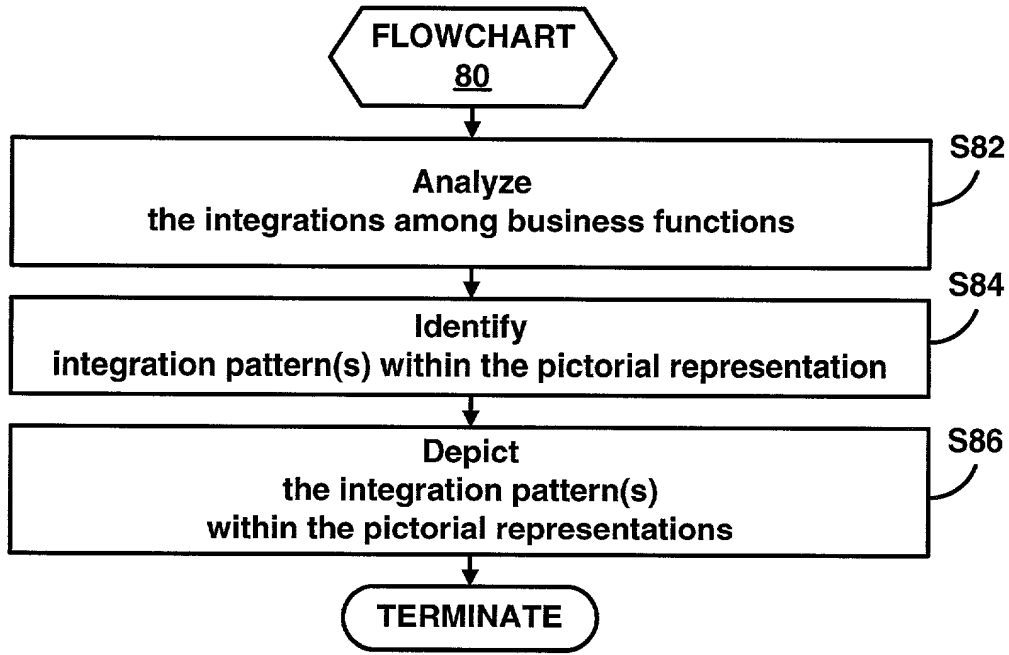 FLOWCHART
80
S82
Analyze
the integrations among business functions
S84
Identify
integration pattern(s) within the pictorial representation
S86
Depict
the integration pattern(s)
within the pictorial representations
TERMINATE